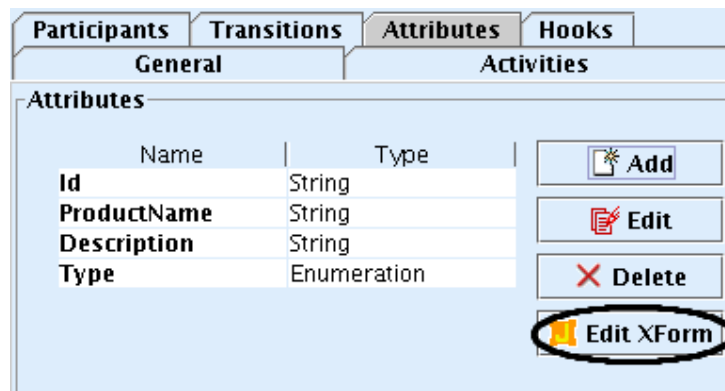 Participants Transitions Attributes Hooks
General Activities
Attributes
Name Type
Id String
ProductName String
Description String
Type Enumeration
Add
Edit
Delete
Edit XForm